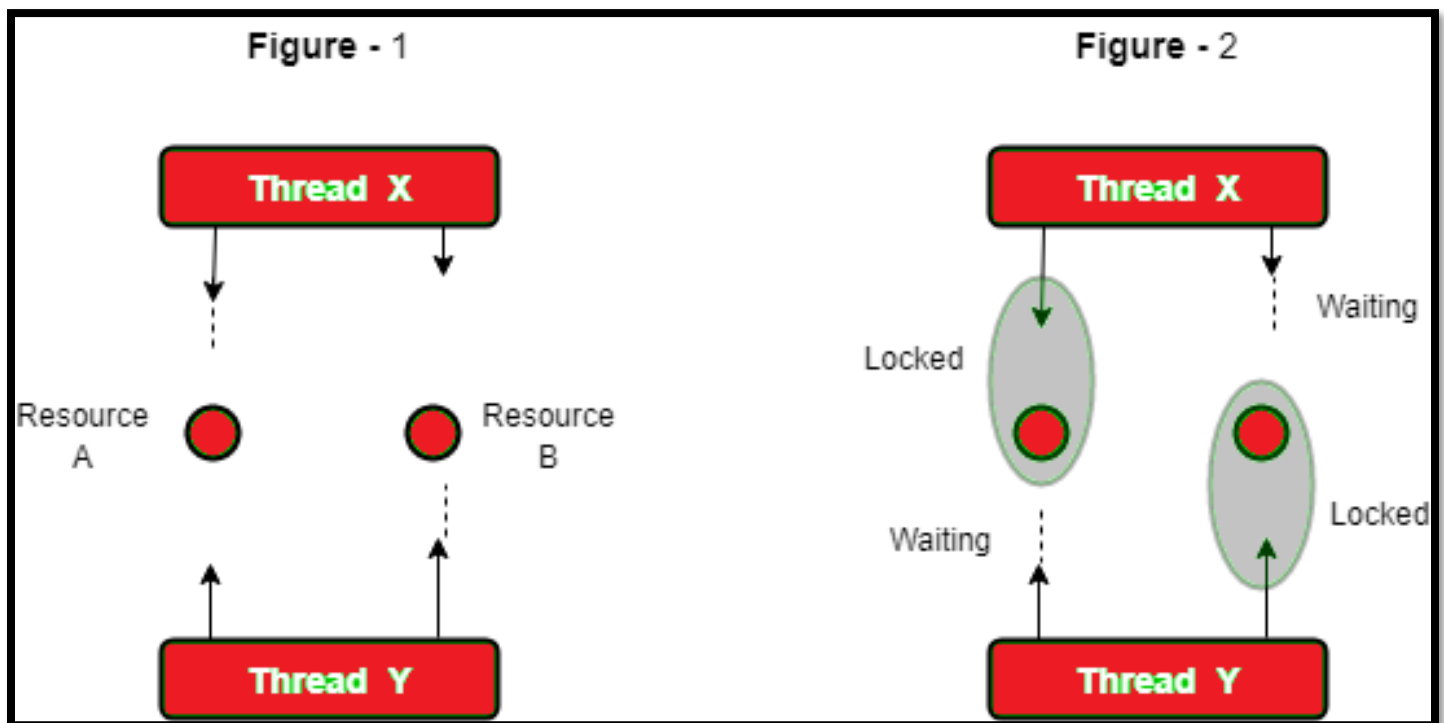 Figure - 1
Thread X
Resource
A
Resource
B
Thread Y
Figure - 2
Thread X
Waiting
Locked
Locked
Waiting
Thread Y